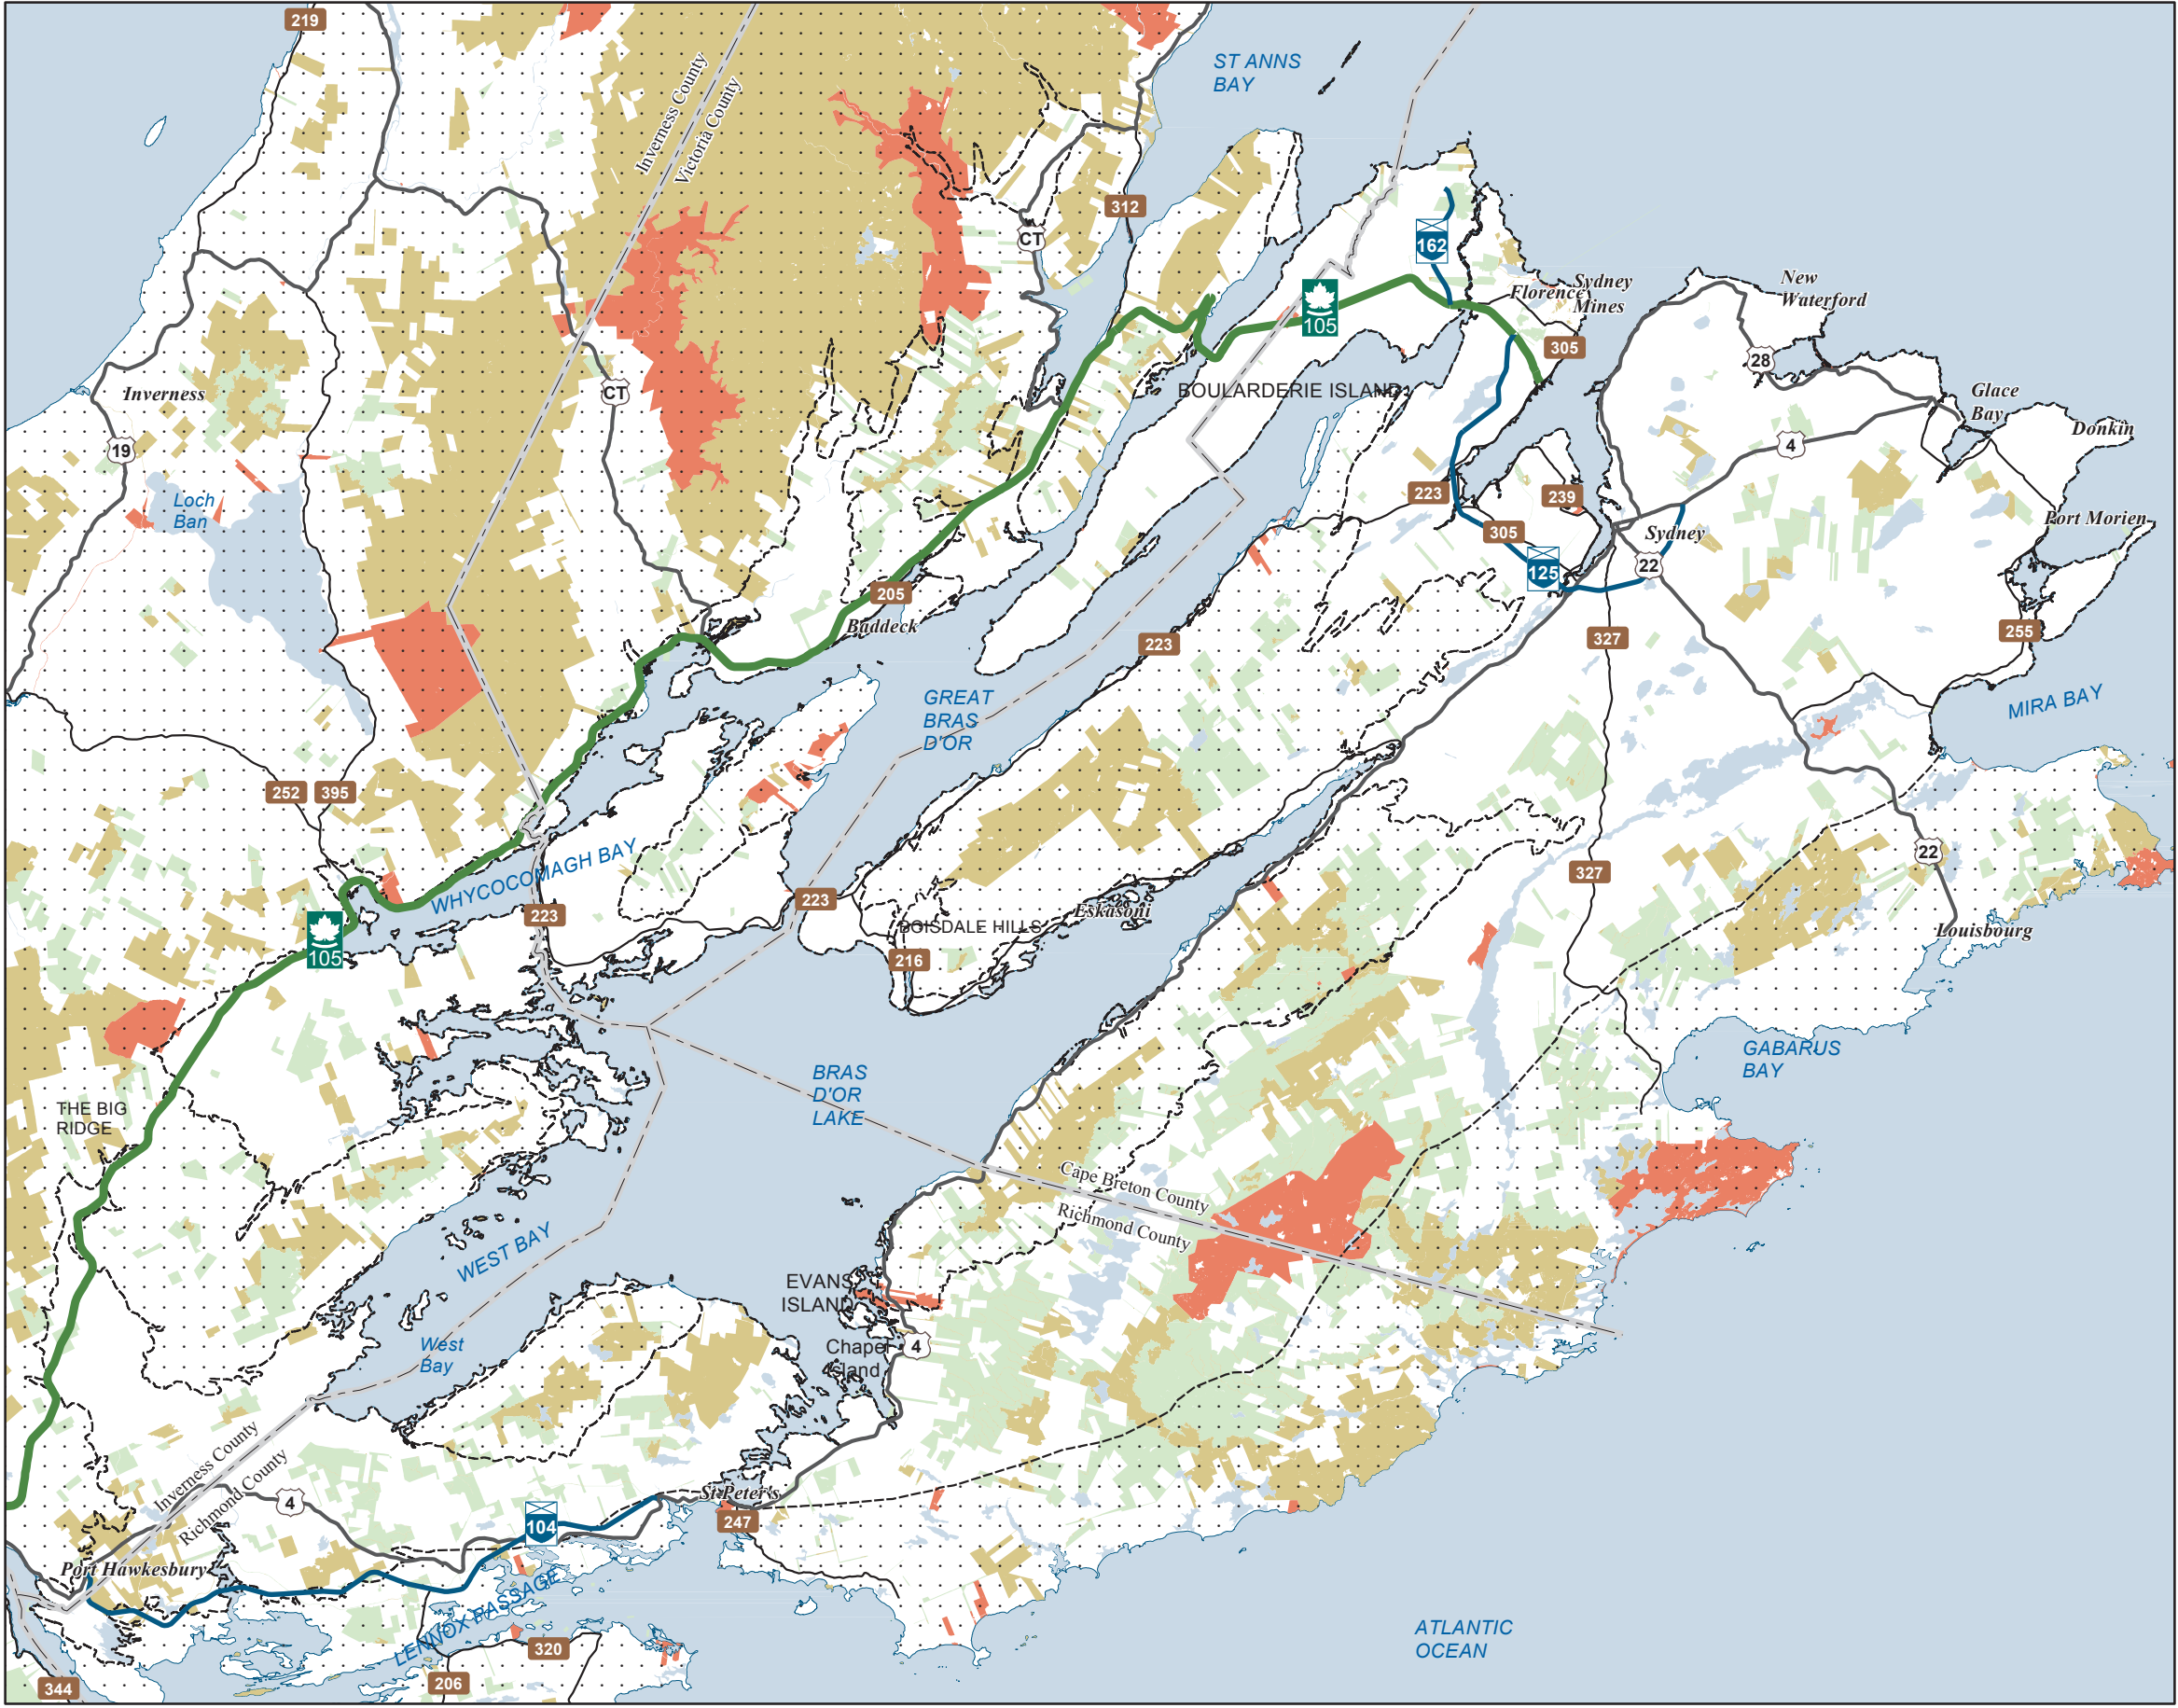 219
ST ANNS
BAY
Inverness County
Victoria County
312
CT
162
105
Florence
Sydney
Mines
New
Waterford
305
28
CT
BOULARDERIE ISLAND
Inverness
Glace
Bay
Donkin
19
4
Loch
Ban
223
239
305
Sydney
Port Morien
22
125
205
Baddeck
327
255
223
GREAT
BRAS
D'OR
MIRA BAY
252
395
WHYCOCOMAGH BAY
22
327
223
223
Eskasoni
BOISDALE HILLS
Louisbourg
105
216
GABARUS
BAY
BRAS
D'OR
LAKE
THE BIG
RIDGE
Cape Breton County
Richmond County
WEST BAY
EVANS
ISLAND
West
Bay
Chapel
Island
4
Inverness County
Richmond County
4
St Peter's
247
104
Port Hawkesbury
LENNOX PASSAGE
ATLANTIC
OCEAN
320
206
344